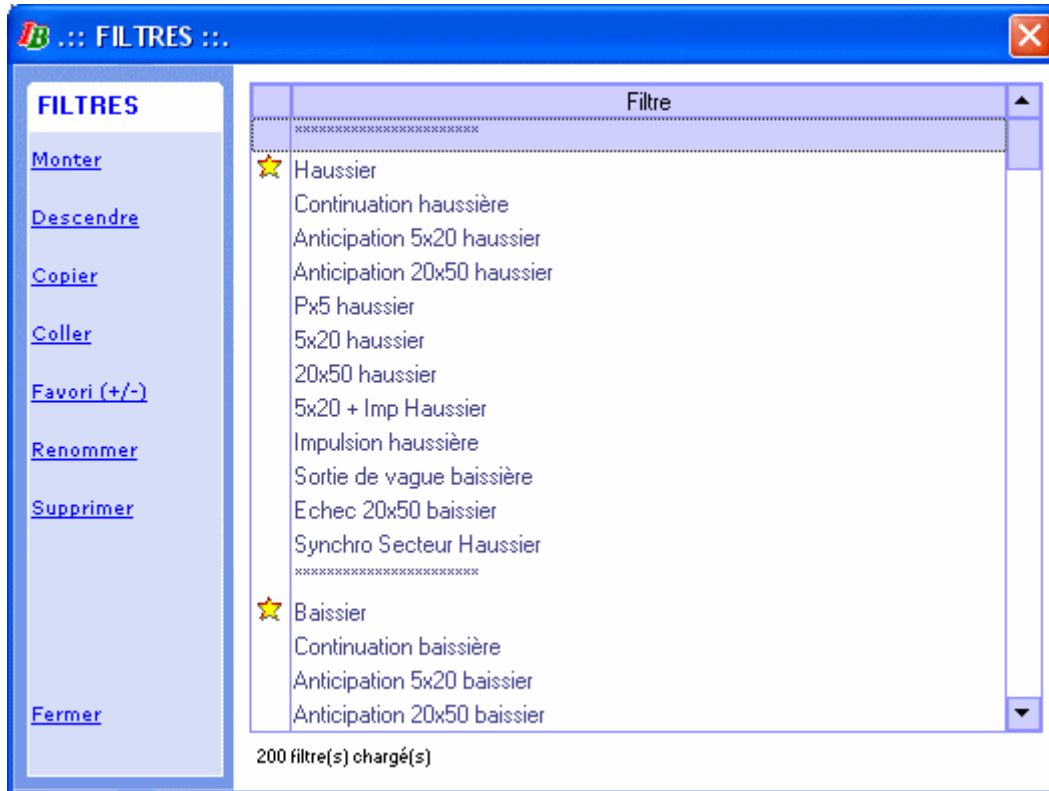 IB .:: FILTRES ::.
FILTRES
Monter
Descendre
Copier
Coller
Favori (+/-)
Renommer
Supprimer
Fermer
Filtre
***********************
Haussier
Continuation haussière
Anticipation 5x20 haussier
Anticipation 20x50 haussier
Px5 haussier
5x20 haussier
20x50 haussier
5x20 + Imp Haussier
Impulsion haussière
Sortie de vague baissière
Echec 20x50 baissier
Synchro Secteur Haussier
***********************
Baissier
Continuation baissière
Anticipation 5x20 baissier
Anticipation 20x50 baissier
200 filtre(s) chargé(s)